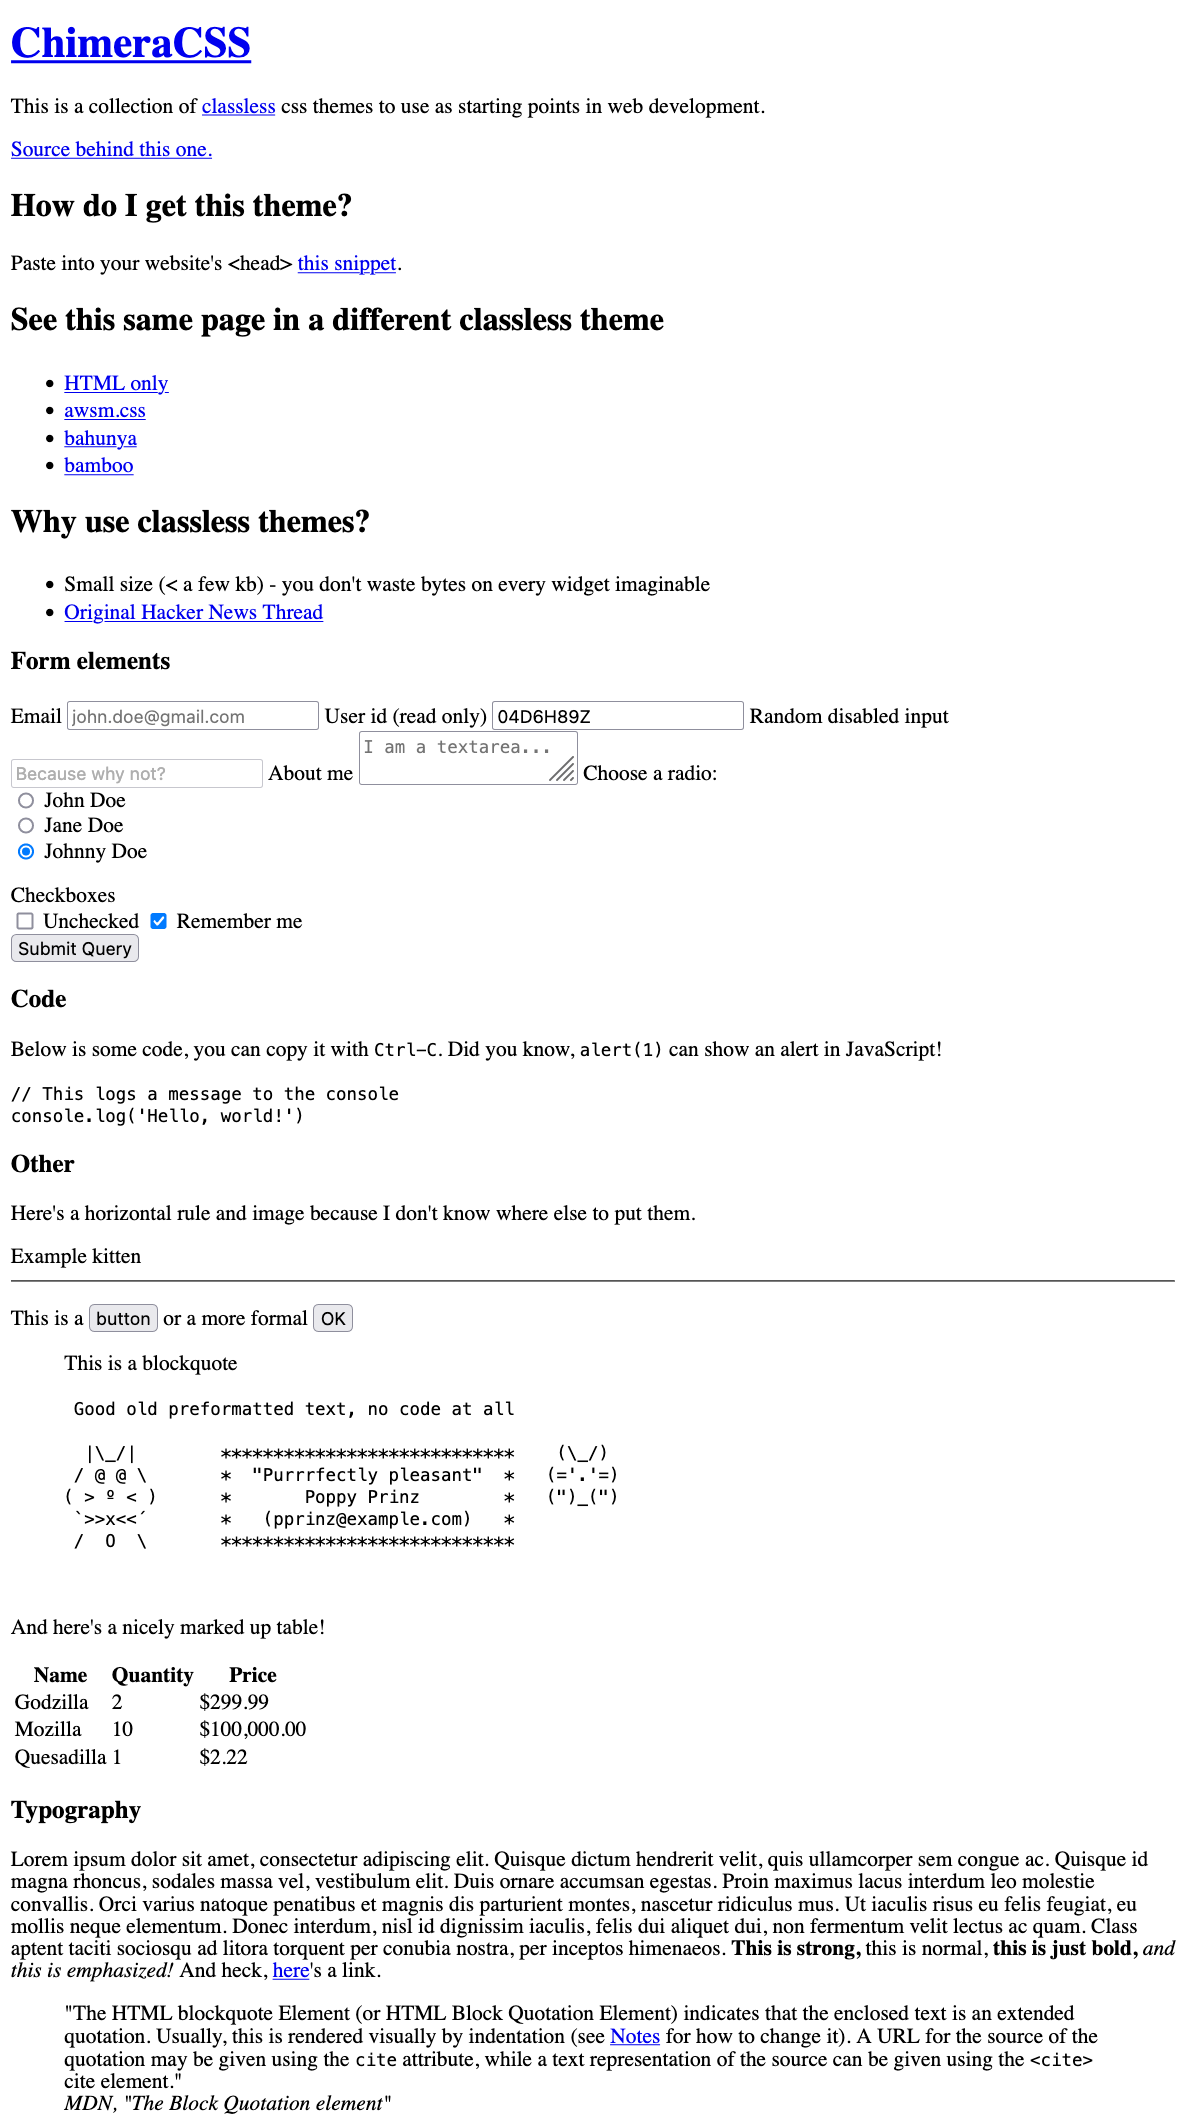 ChimeraCSS
This is a collection of classless css themes to use as starting points in web development.
Source behind this one.
How do I get this theme?
Paste into your website's <head> this snippet.
See this same page in a different classless theme
• HTML only
• awsm.css
• bahunya
• bamboo
Why use classless themes?
• Small size (< a few kb) - you don't waste bytes on every widget imaginable
• Original Hacker News Thread
Form elements
Email john.doe@gmail.com User id (read only) 04D6H89Z Random disabled input
Because why not? About me I am a textarea... Choose a radio:
John Doe
Jane Doe
Johnny Doe
Checkboxes
Unchecked Remember me
Submit Query
Code
Below is some code, you can copy it with Ctrl-C. Did you know, alert(1) can show an alert in JavaScript!
// This logs a message to the console
console.log('Hello, world!')
Other
Here's a horizontal rule and image because I don't know where else to put them.
Example kitten
This is a button or a more formal OK
This is a blockquote
 Good old preformatted text, no code at all
  |\_/|        ****************************    (\_/)
 / @ @ \       *  "Purrrfectly pleasant"  *   (='.'=)
( > º < )      *       Poppy Prinz        *   (")_(")
 `>>x<<´       *   (pprinz@example.com)   *
 /  O  \       ****************************
And here's a nicely marked up table!
Name Quantity Price
Godzilla 2 $299.99
Mozilla 10 $100,000.00
Quesadilla 1 $2.22
Typography
Lorem ipsum dolor sit amet, consectetur adipiscing elit. Quisque dictum hendrerit velit, quis ullamcorper sem congue ac. Quisque id
magna rhoncus, sodales massa vel, vestibulum elit. Duis ornare accumsan egestas. Proin maximus lacus interdum leo molestie
convallis. Orci varius natoque penatibus et magnis dis parturient montes, nascetur ridiculus mus. Ut iaculis risus eu felis feugiat, eu
mollis neque elementum. Donec interdum, nisl id dignissim iaculis, felis dui aliquet dui, non fermentum velit lectus ac quam. Class
aptent taciti sociosqu ad litora torquent per conubia nostra, per inceptos himenaeos. This is strong, this is normal, this is just bold, and
this is emphasized! And heck, here's a link.
"The HTML blockquote Element (or HTML Block Quotation Element) indicates that the enclosed text is an extended
quotation. Usually, this is rendered visually by indentation (see Notes for how to change it). A URL for the source of the
quotation may be given using the cite attribute, while a text representation of the source can be given using the <cite>
cite element."
MDN, "The Block Quotation element"